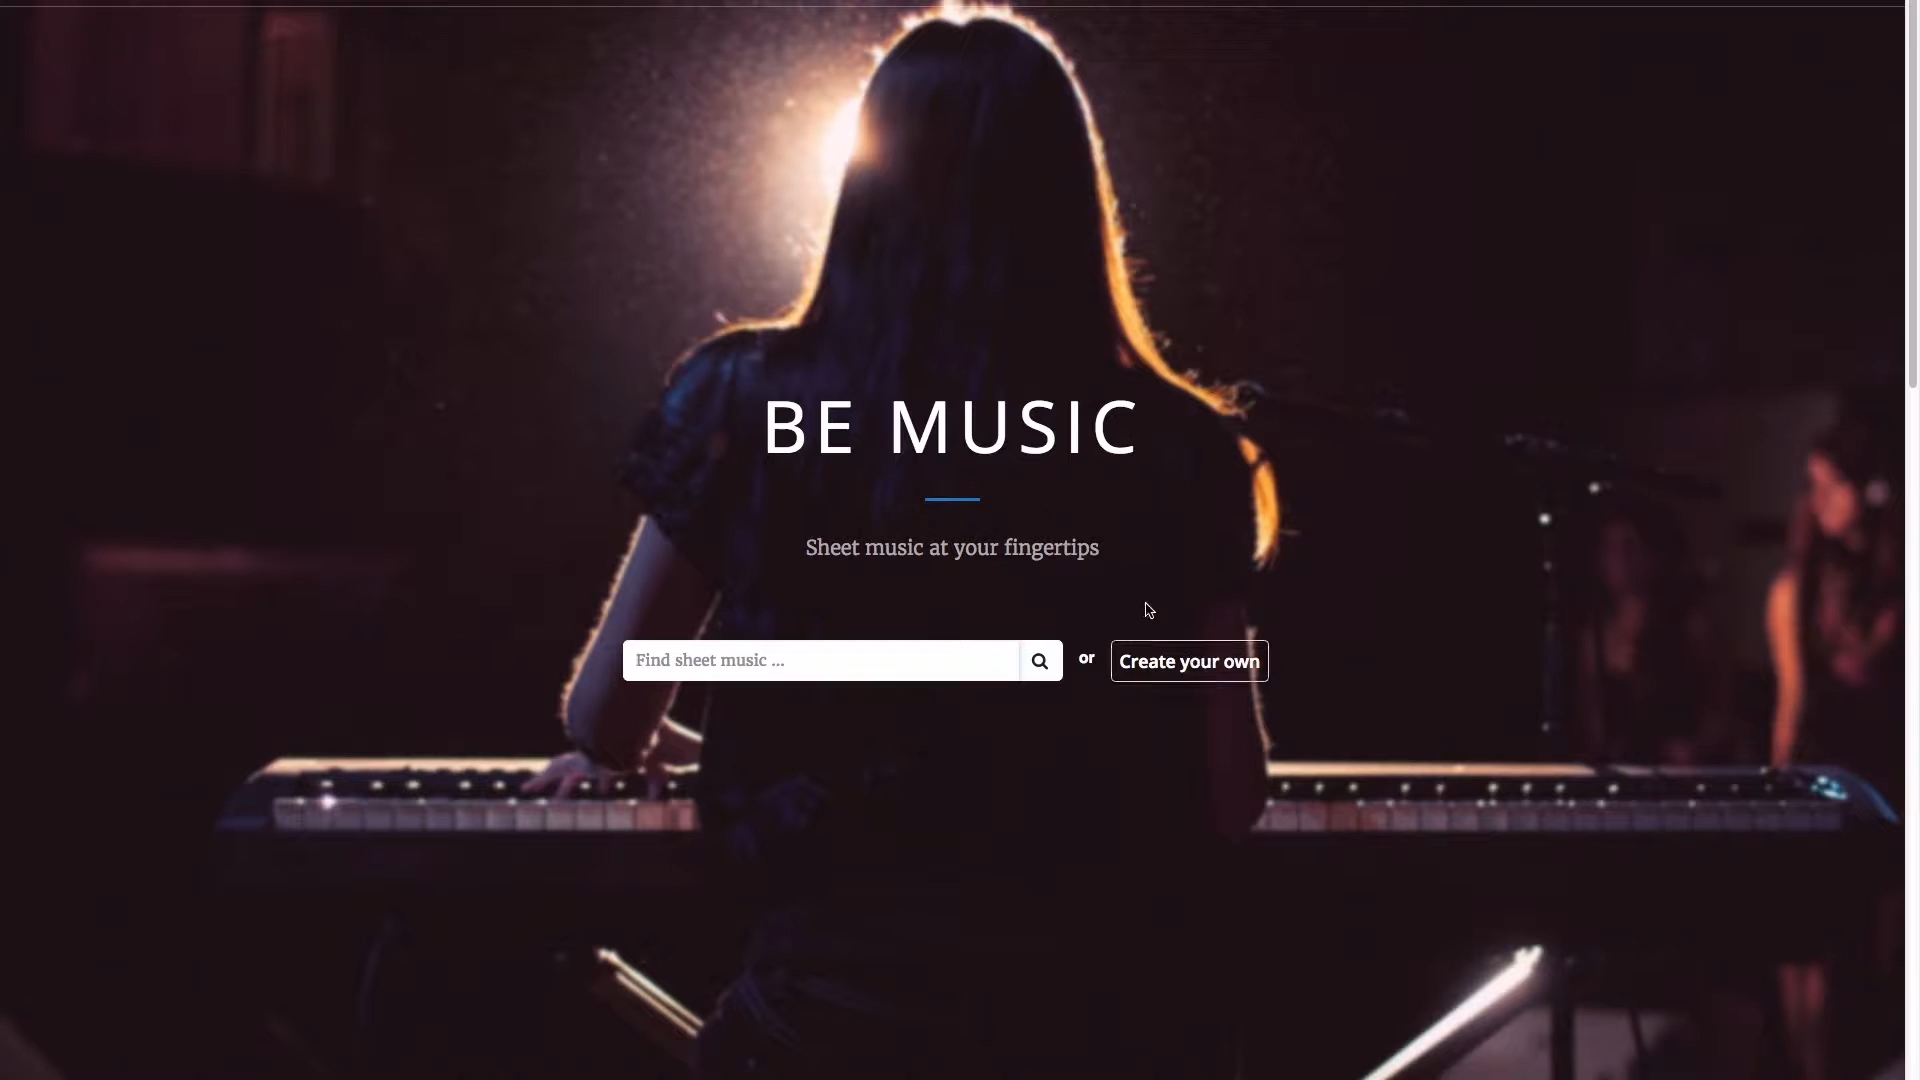 BE MUSIC
Sheet music at your fingertips
Find sheet music ...
or
Create your own